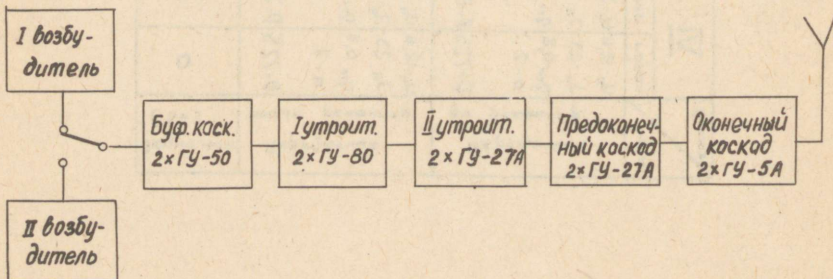 I возбу-
дитель
Буф. каск.
2×ГУ-50
I утроит.
2×ГУ-80
II утроит.
2×ГУ-27А
Предоконеч-
ный каскад
2×ГУ-27А
Оконечный
каскад
2×ГУ-5А
II возбу-
дитель